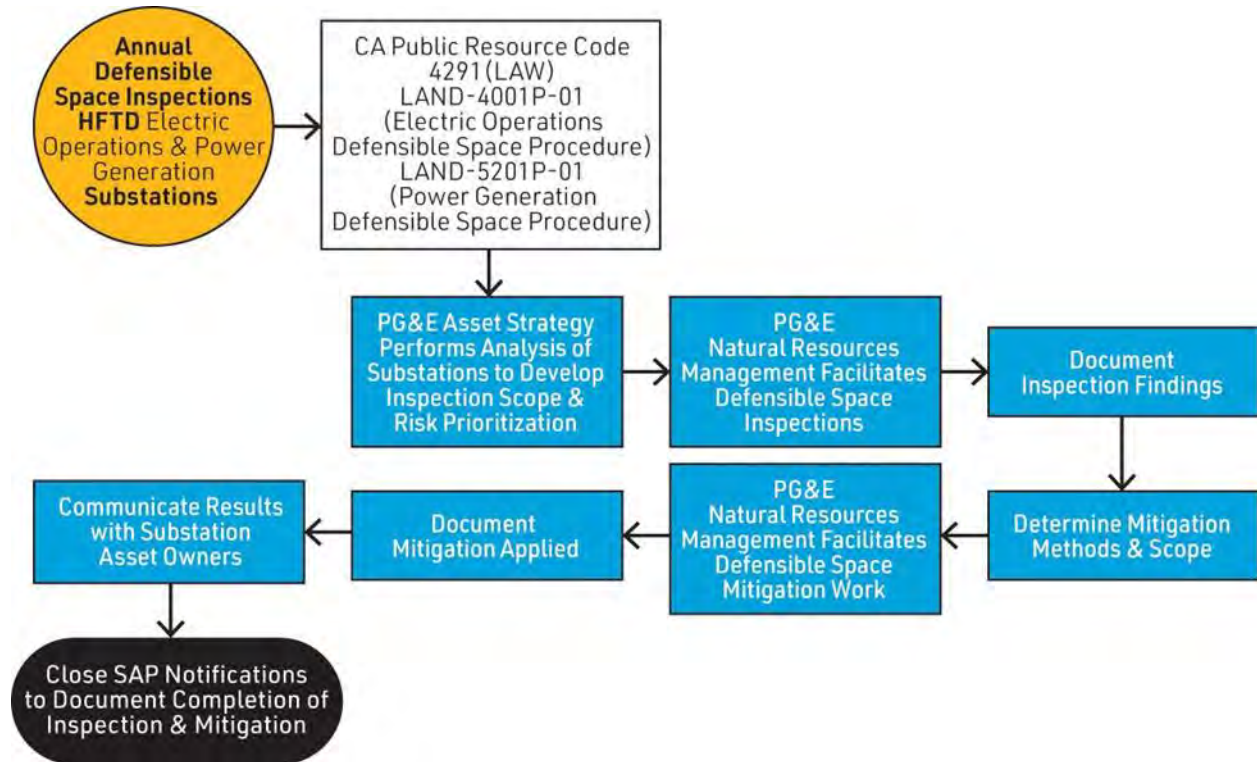 Annual
Defensible
Space Inspections
HFTD Electric
Operations & Power
Generation
Substations
CA Public Resource Code
4291(LAW)
LAND-4001P-01
(Electric Operations
Defensible Space Procedure)
LAND-5201P-01
(Power Generation
Defensible Space Procedure)
PG&E Asset Strategy
Performs Analysis of
Substations to Develop
Inspection Scope &
Risk Prioritization
PG&E
Natural Resources
Management Facilitates
Defensible Space
Inspections
Document
Inspection Findings
Determine Mitigation
Methods & Scope
PG&E
Natural Resources
Management Facilitates
Defensible Space
Mitigation Work
Document
Mitigation Applied
Communicate Results
with Substation
Asset Owners
Close SAP Notifications
to Document Completion of
Inspection & Mitigation